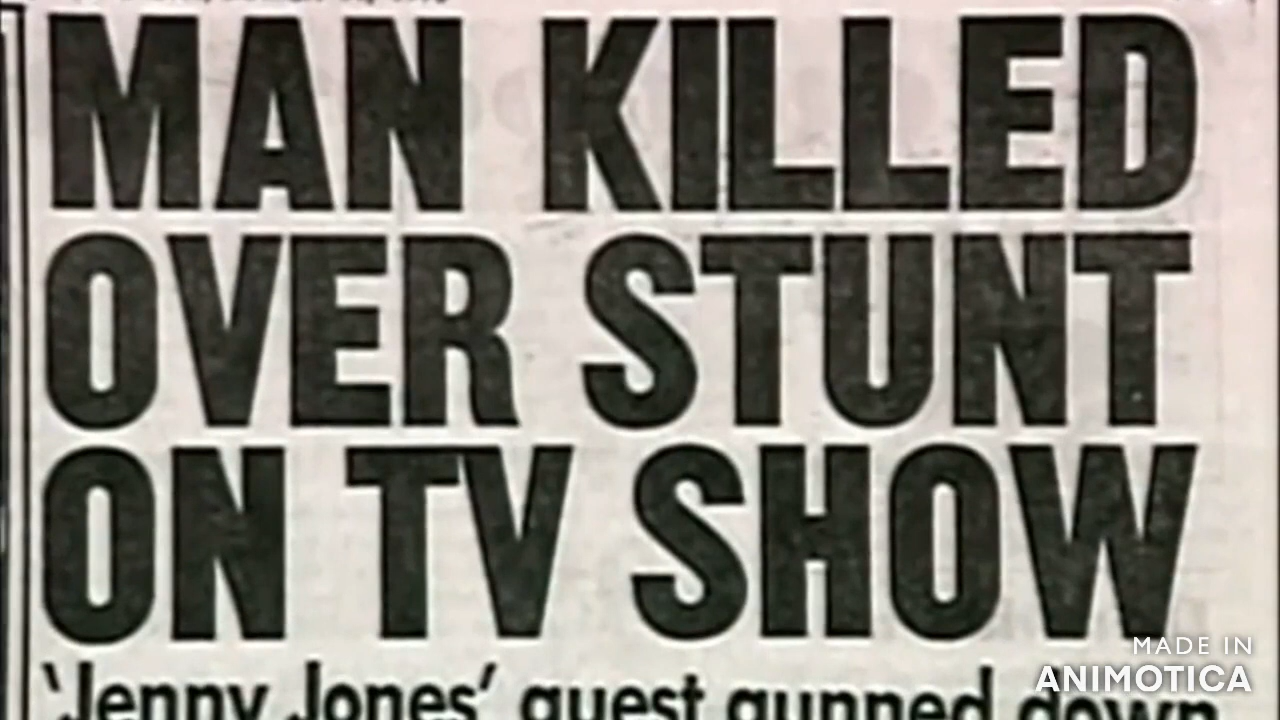 MAN KILLED
OVER STUNT
ON TV SHOW
'Jenny Jones' guest gunned down
MADE IN
ANIMOTICA